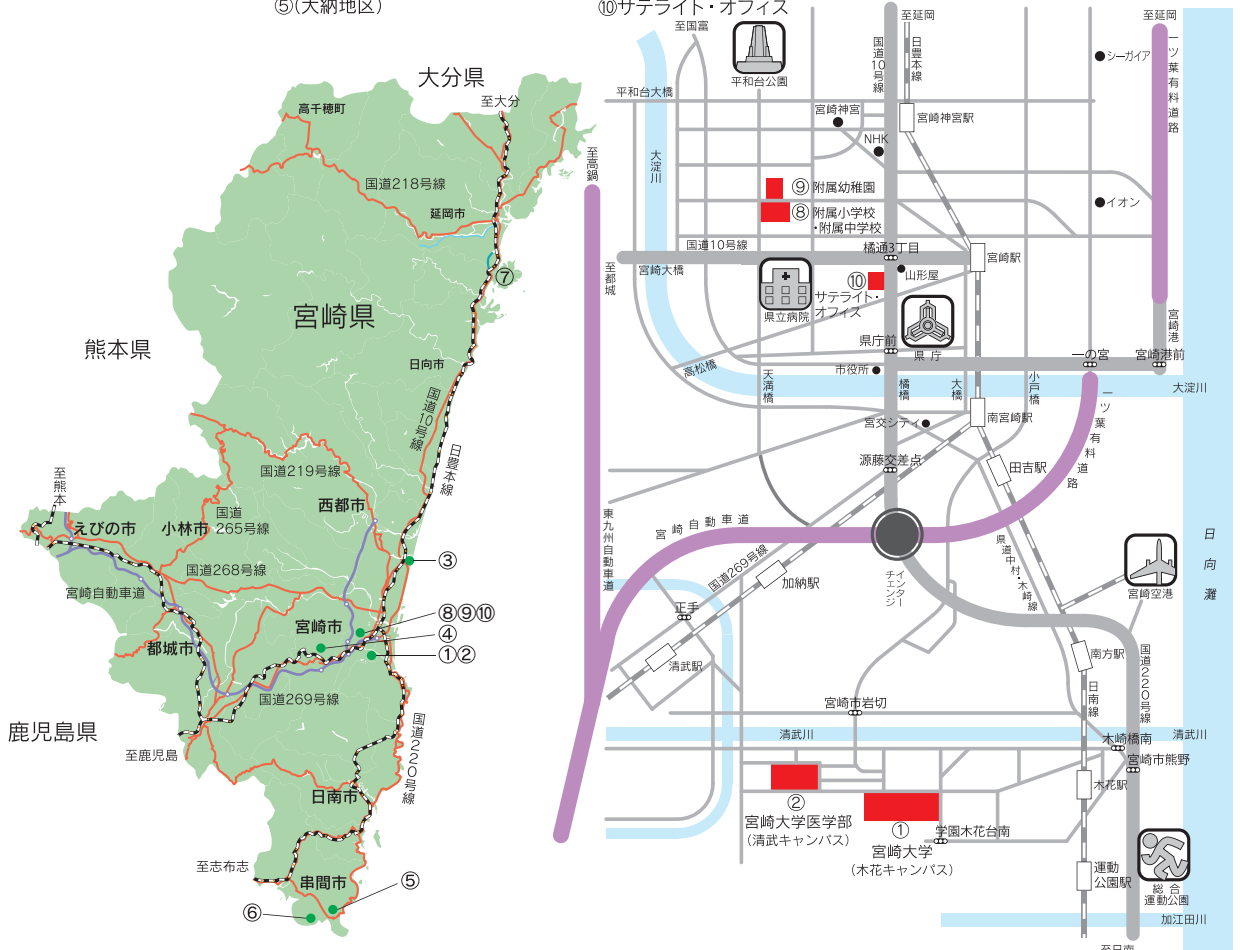 ⑤(大納地区)
⑩サテライト・オフィス
大分県
至大分
高千穂町
国道218号線
延岡市
⑦
宮崎県
熊本県
日向市
国道10号線
日豊本線
国道219号線
西都市
至熊本
えびの市
小林市
国道
265号線
③
国道268号線
宮崎自動車道
宮崎市
⑧⑨⑩
④
①②
都城市
国道269号線
鹿児島県
至鹿児島
国道220号線
日南市
至志布志
串間市
⑤
⑥
至国富
至延岡
至延岡
国道10号線
日豊本線
シーガイア
一ツ葉有料道路
平和台公園
平和台大橋
宮崎神宮
宮崎神宮駅
NHK
至高鍋
大淀川
⑨附属幼稚園
⑧附属小学校
・附属中学校
イオン
国道10号線
橘通3丁目
宮崎駅
至都城
宮崎大橋
山形屋
⑩
サテライト・
オフィス
県立病院
県庁前
県庁
宮崎港
一の宮
宮崎港前
高松橋
市役所
天満橋
橘橋
大橋
小戸橋
大淀川
一ツ葉有料道路
宮交シティ
南宮崎駅
源藤交差点
田吉駅
東九州自動車道
宮崎自動車道
日向灘
国道269号線
加納駅
インター
チェンジ
県道中村・木崎線
宮崎空港
正手
清武駅
南方駅
国道220号線
日南線
宮崎市岩切
清武川
木崎橋南
清武川
宮崎市熊野
木花駅
②
宮崎大学医学部
(清武キャンパス)
①
宮崎大学
(木花キャンパス)
学園木花台南
運動
公園駅
総合
運動公園
加江田川
至日南